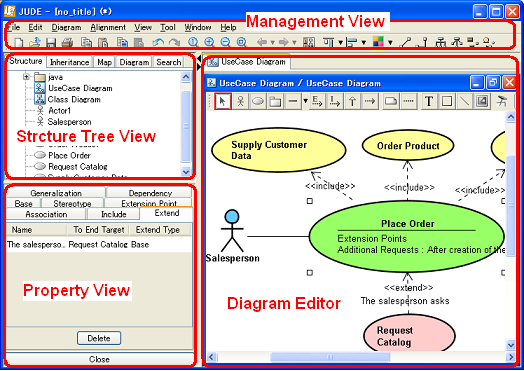 JUDE - [no_title] (*)
Management View
File Edit Diagram Alignment View Tool Window Help
Structure Inheritance Map Diagram Search
java
UseCase Diagram
Class Diagram
Actor1
Salesperson
Place Order
Request Catalog
Strcture Tree View
Generalization Dependency
Base Stereotype Extension Point
Association Include Extend
Name To End Target Extend Type
The salesperso... Request Catalog Base
Property View
Delete
Close
UseCase Diagram
UseCase Diagram / UseCase Diagram
T
Supply Customer
Data
Order Product
<<include>> <<include>> <<in
Place Order
Extension Points
Additional Requests : After creation of the
Salesperson
<<extend>>
The salesperson asks
Diagram Editor
Request
Catalog